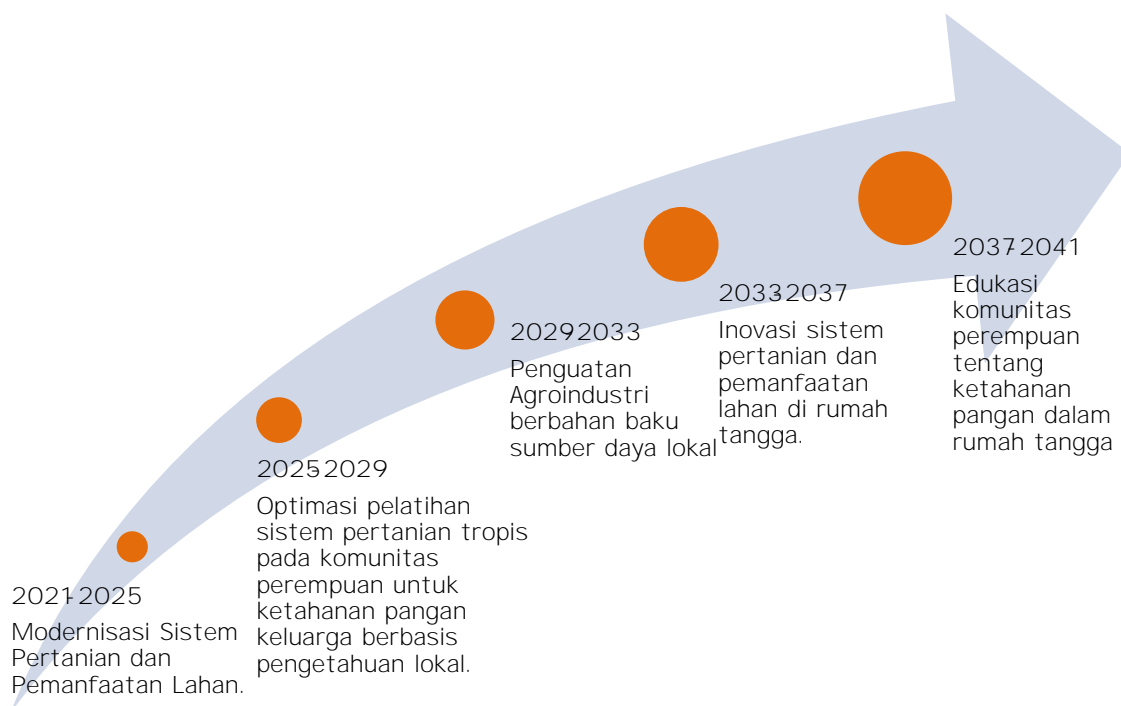 2021-2025
Modernisasi Sistem
Pertanian dan
Pemanfaatan Lahan.
2025-2029
Optimasi pelatihan
sistem pertanian tropis
pada komunitas
perempuan untuk
ketahanan pangan
keluarga berbasis
pengetahuan lokal.
2029-2033
Penguatan
Agroindustri
berbahan baku
sumber daya lokal
2033-2037
Inovasi sistem
pertanian dan
pemanfaatan
lahan di rumah
tangga.
2037-2041
Edukasi
komunitas
perempuan
tentang
ketahanan
pangan dalam
rumah tangga